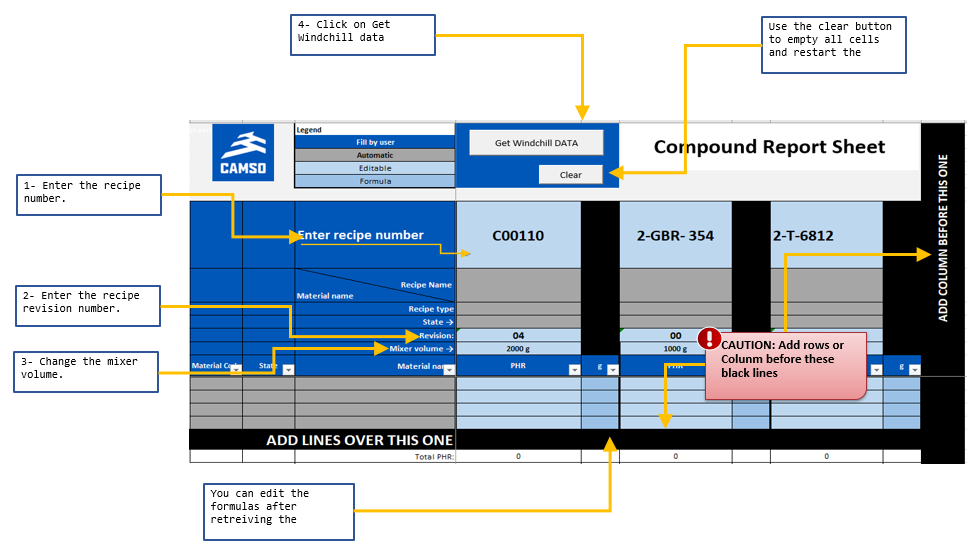 4- Click on Get
Windchill data
Use the clear button
to empty all cells
and restart the
Legend
Fill by user
Automatic
Editable
Formula
CAMSO
Get Windchill DATA
Clear
Compound Report Sheet
ADD COLUMN BEFORE THIS ONE
1- Enter the recipe
number.
Enter recipe number
C00110
2-GBR- 354
2-T-6812
Recipe Name
Material name
Recipe type
State →
2- Enter the recipe
revision number.
Revision:
04
00
Mixer volume →
2000 g
1000 g
CAUTION: Add rows or
Colunm before these
black lines
3- Change the mixer
volume.
Material
State
Material name
PHR
g
PHR
g
ADD LINES OVER THIS ONE
Total PHR:
0
0
0
You can edit the
formulas after
retreiving the